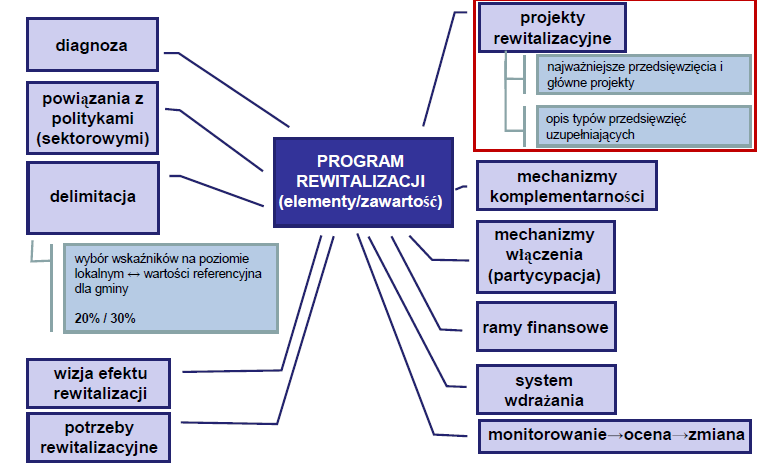 diagnoza
powiązania z
politykami
(sektorowymi)
delimitacja
wybór wskaźników na poziomie
lokalnym ↔ wartości referencyjna
dla gminy
20% / 30%
wizja efektu
rewitalizacji
potrzeby
rewitalizacyjne
PROGRAM
REWITALIZACJI
(elementy/zawartość)
projekty
rewitalizacyjne
najważniejsze przedsięwzięcia i
główne projekty
opis typów przedsięwzięć
uzupełniających
mechanizmy
komplementarności
mechanizmy
włączenia
(partycypacja)
ramy finansowe
system
wdrażania
monitorowanie→ocena→zmiana